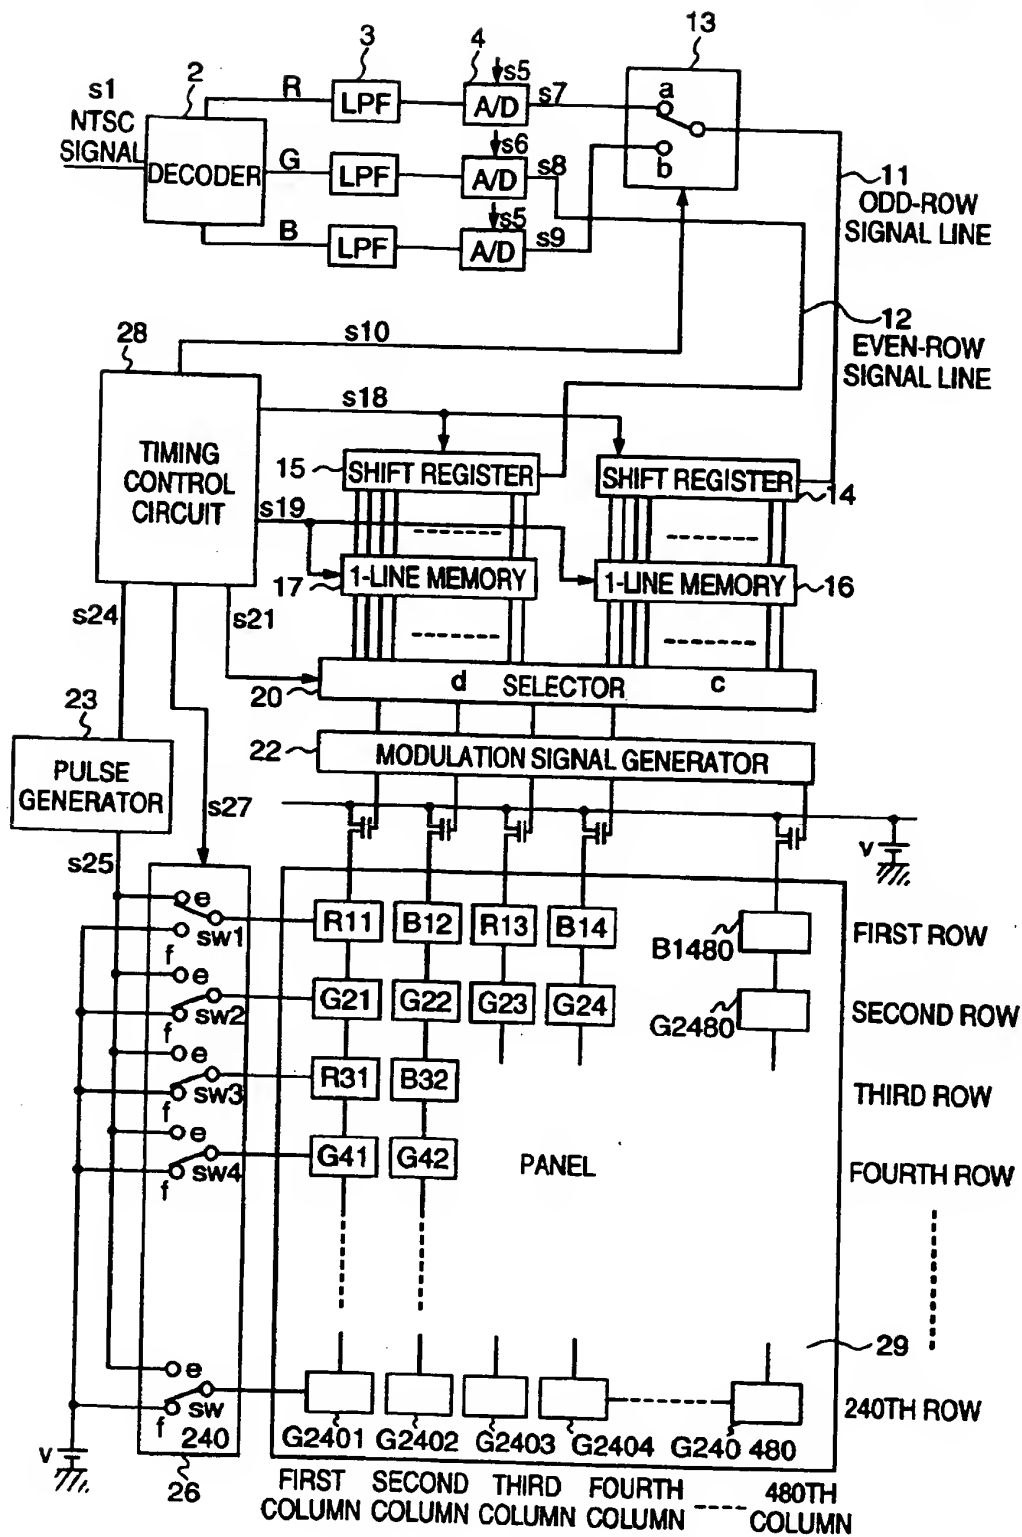 3
4
13
2
s1
NTSC
SIGNAL
DECODER
R
LPF
s5
A/D
s7
a
b
G
LPF
s6
A/D
s8
B
LPF
s5
A/D
s9
11
ODD-ROW
SIGNAL LINE
12
EVEN-ROW
SIGNAL LINE
28
s10
TIMING
CONTROL
CIRCUIT
s18
15
SHIFT REGISTER
SHIFT REGISTER
14
s19
17
1-LINE MEMORY
1-LINE MEMORY
16
s24
s21
20
d SELECTOR c
23
22
MODULATION SIGNAL GENERATOR
PULSE
GENERATOR
s27
s25
V
e
f
sw1
R11
B12
R13
B14
B1480
FIRST ROW
e
f
sw2
G21
G22
G23
G24
G2480
SECOND ROW
e
f
sw3
R31
B32
THIRD ROW
e
f
sw4
G41
G42
PANEL
FOURTH ROW
29
e
f
sw
240
V
26
240TH ROW
G2401
G2402
G2403
G2404
G240 480
FIRST
COLUMN
SECOND
COLUMN
THIRD
COLUMN
FOURTH
COLUMN
480TH
COLUMN